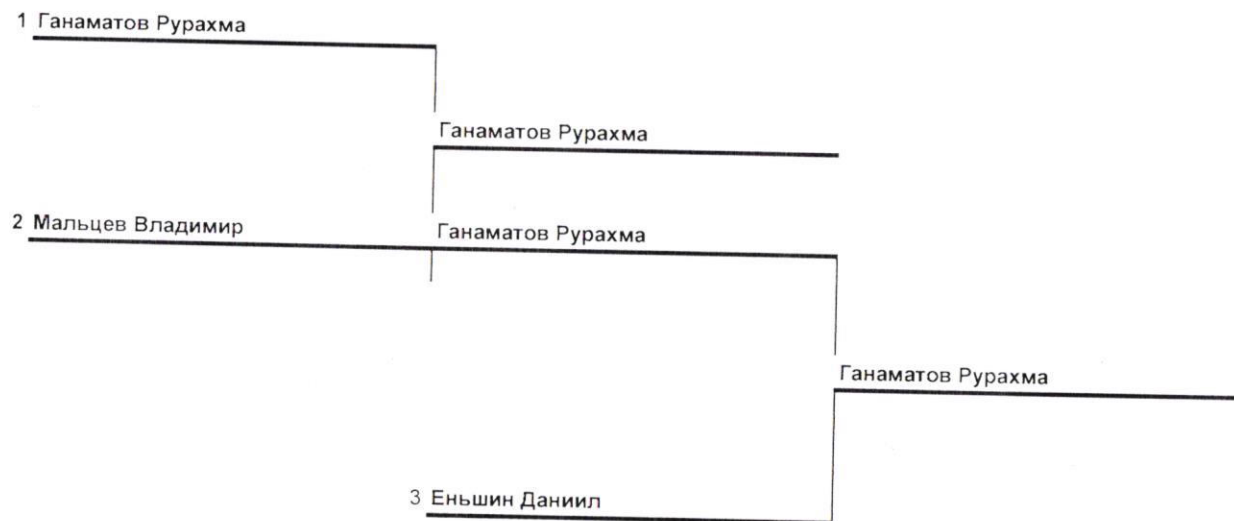 1 Ганаматов Рурахма
Ганаматов Рурахма
2 Мальцев Владимир
Ганаматов Рурахма
Ганаматов Рурахма
3 Еньшин Даниил